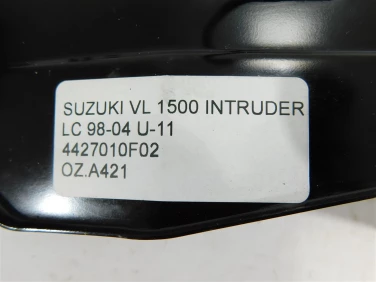 SUZUKI VL 1500 INTRUDER
LC 98-04 U-11
4427010F02
OZ.A421